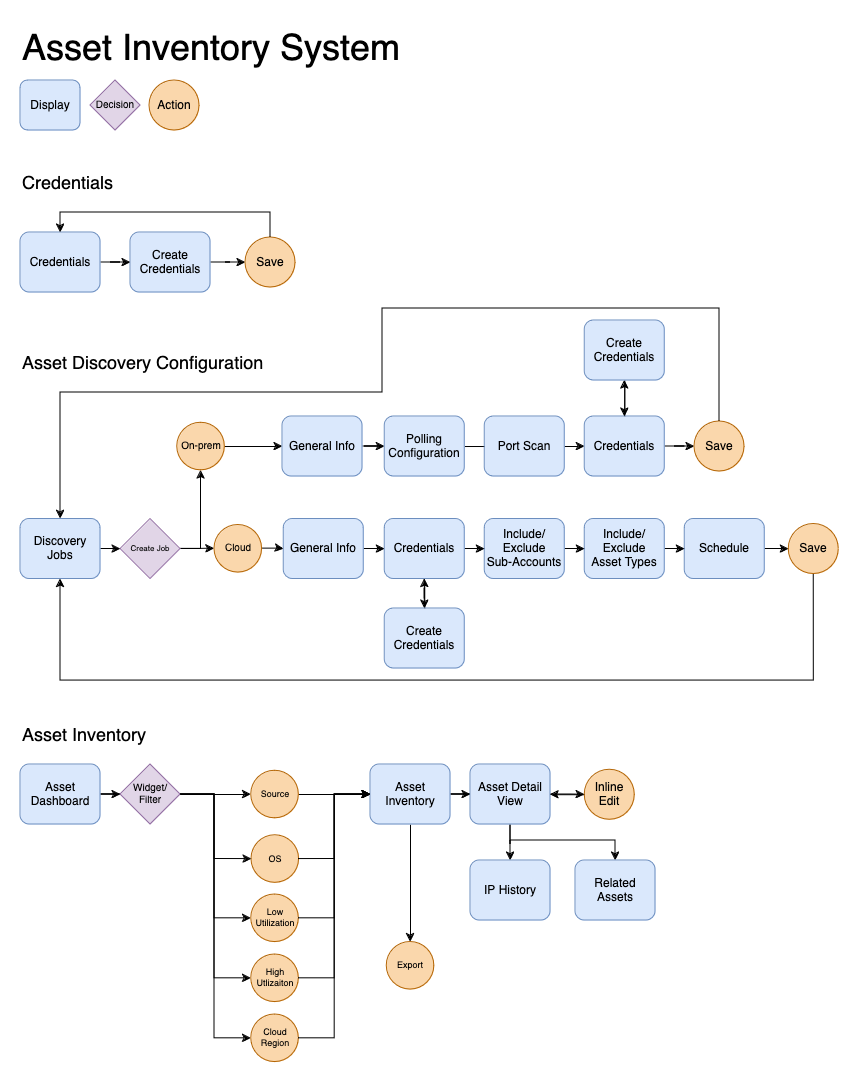 Asset Inventory System
Display
Decision
Action
Credentials
Credentials
Create
Credentials
Save
Asset Discovery Configuration
Create
Credentials
On-prem
General Info
Polling
Configuration
Port Scan
Credentials
Save
Discovery
Jobs
Create Job
Cloud
General Info
Credentials
Include/
Exclude
Sub-Accounts
Include/
Exclude
Asset Types
Schedule
Save
Create
Credentials
Asset Inventory
Asset
Dashboard
Widget/
Filter
Source
OS
Low
Utilization
High
Utlizaiton
Cloud
Region
Asset
Inventory
Asset Detail
View
Inline
Edit
IP History
Related
Assets
Export